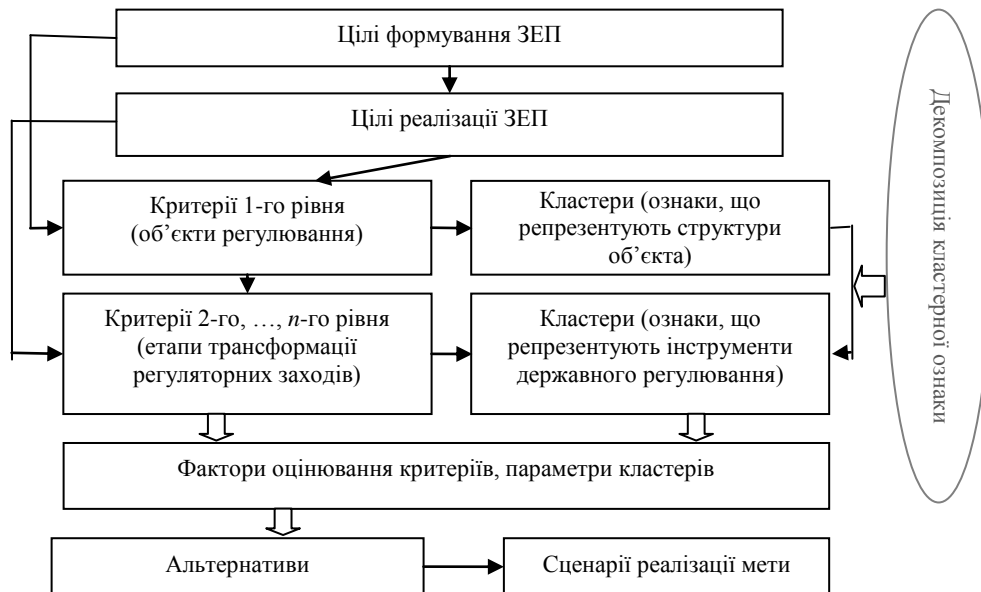 Цілі формування ЗЕП
Цілі реалізації ЗЕП
Критерії 1-го рівня
(об’єкти регулювання)
Кластери (ознаки, що
репрезентують структури
об’єкта)
Критерії 2-го, …, n-го рівня
(етапи трансформації
регуляторних заходів)
Кластери (ознаки, що
репрезентують інструменти
державного регулювання)
Фактори оцінювання критеріїв, параметри кластерів
Альтернативи
Сценарії реалізації мети
Декомпозиція кластерної ознаки